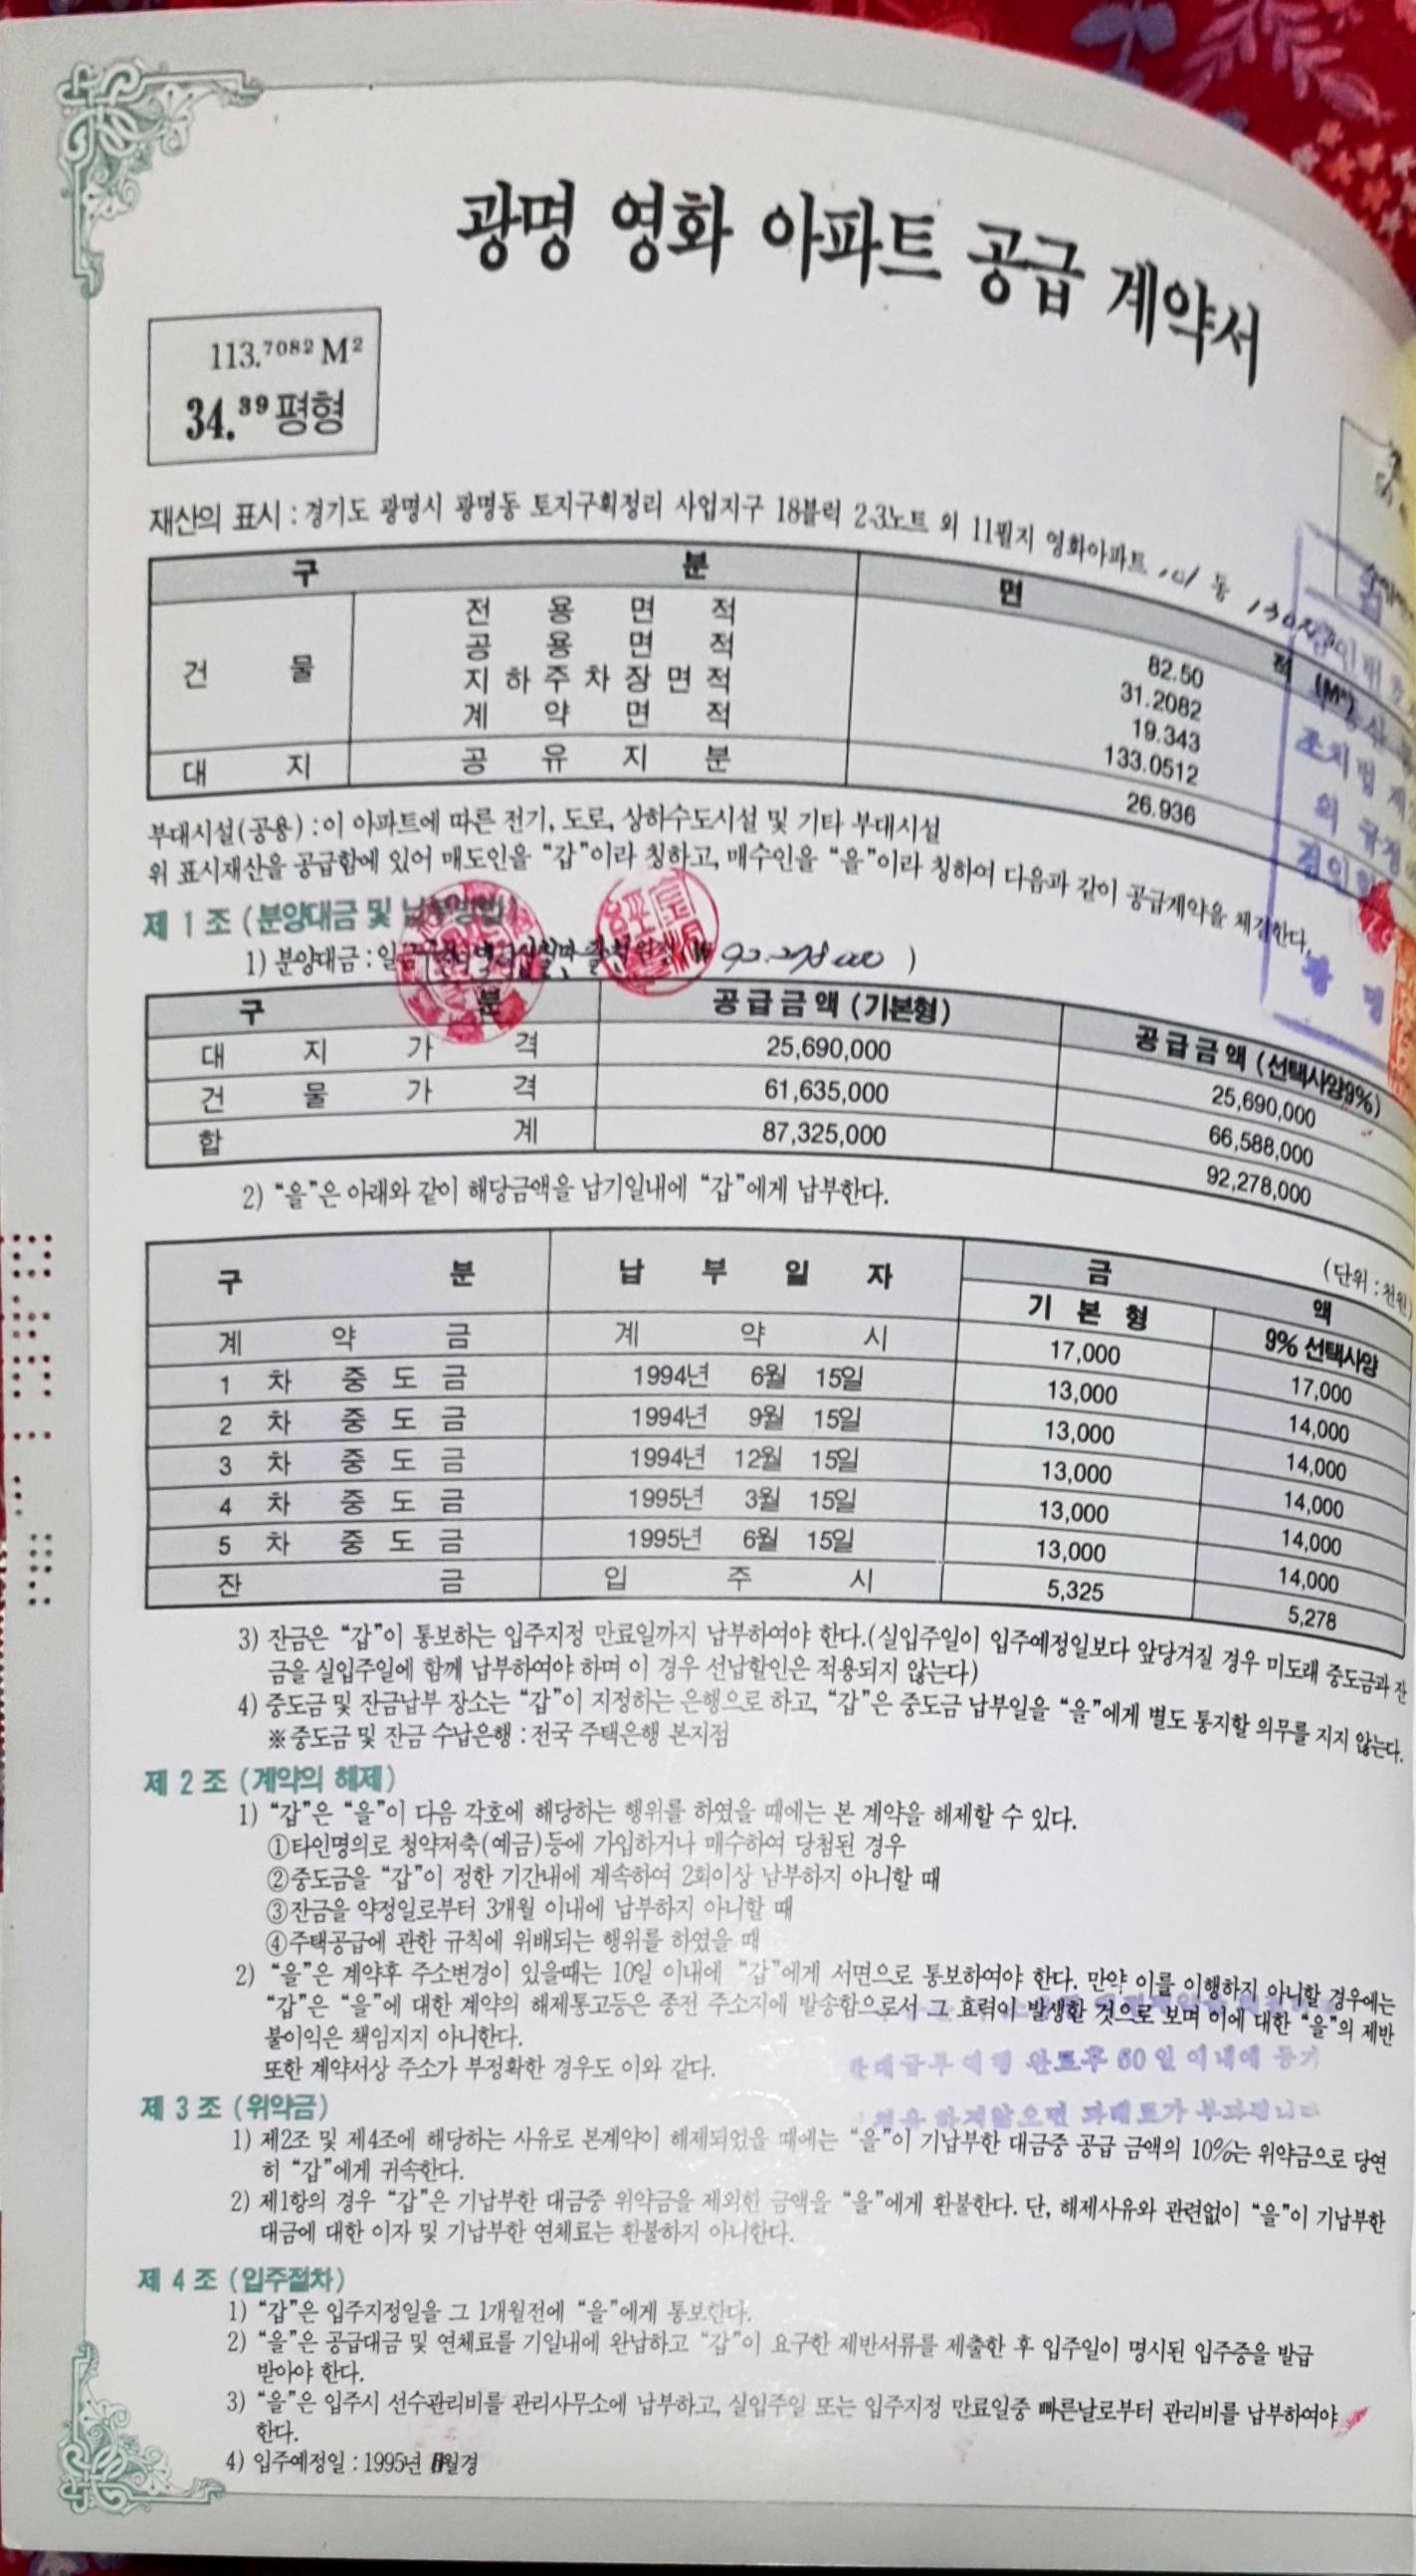 광명 영화 아파트 공급 계약서
113.7082 M²
34.39 평형
재산의 표시 : 경기도 광명시 광명동 토지구획정리 사업지구 18블럭 2-3노트 외 11필지 영화아파트 101 동
구 분 면 적 (M²)
건 물 전 용 면 적 82.50
공 용 면 적 31.2082
지 하 주 차 장 면 적 19.343
계 약 면 적 133.0512
대 지 공 유 지 분 26.936
부대시설(공용) : 이 아파트에 따른 전기, 도로, 상하수도시설 및 기타 부대시설
위 표시재산을 공급함에 있어 매도인을 “갑”이라 칭하고, 매수인을 “을”이라 칭하여 다음과 같이 공급계약을 체결한다.
제 1 조 (분양대금 및 납부방법)
1) 분양대금 : 일금 92.278.000 )
구 분 공급금액 (기본형) 공급금액 (선택사양9%)
대 지 가 격 25,690,000 25,690,000
건 물 가 격 61,635,000 66,588,000
합 계 87,325,000 92,278,000
2) “을”은 아래와 같이 해당금액을 납기일내에 “갑”에게 납부한다.
(단위 : 천원)
구 분 납 부 일 자 금 액
기 본 형 9% 선택사양
계 약 금 계 약 시 17,000 17,000
1 차 중 도 금 1994년 6월 15일 13,000 14,000
2 차 중 도 금 1994년 9월 15일 13,000 14,000
3 차 중 도 금 1994년 12월 15일 13,000 14,000
4 차 중 도 금 1995년 3월 15일 13,000 14,000
5 차 중 도 금 1995년 6월 15일 13,000 14,000
잔 금 입 주 시 5,325 5,278
3) 잔금은 “갑”이 통보하는 입주지정 만료일까지 납부하여야 한다.(실입주일이 입주예정일보다 앞당겨질 경우 미도래 중도금과 잔
금을 실입주일에 함께 납부하여야 하며 이 경우 선납할인은 적용되지 않는다)
4) 중도금 및 잔금납부 장소는 “갑”이 지정하는 은행으로 하고, “갑”은 중도금 납부일을 “을”에게 별도 통지할 의무를 지지 않는다.
※중도금 및 잔금 수납은행 : 전국 주택은행 본지점
제 2 조 (계약의 해제)
1) “갑”은 “을”이 다음 각호에 해당하는 행위를 하였을 때에는 본 계약을 해제할 수 있다.
①타인명의로 청약저축(예금)등에 가입하거나 매수하여 당첨된 경우
②중도금을 “갑”이 정한 기간내에 계속하여 2회이상 납부하지 아니할 때
③잔금을 약정일로부터 3개월 이내에 납부하지 아니할 때
④주택공급에 관한 규칙에 위배되는 행위를 하였을 때
2) “을”은 계약후 주소변경이 있을때는 10일 이내에 “갑”에게 서면으로 통보하여야 한다. 만약 이를 이행하지 아니할 경우에는
“갑”은 “을”에 대한 계약의 해제통고등은 종전 주소지에 발송함으로서 그 효력이 발생한 것으로 보며 이에 대한 “을”의 제반
불이익은 책임지지 아니한다.
또한 계약서상 주소가 부정확한 경우도 이와 같다.
완료후 60 일 이내에 등기
제 3 조 (위약금)
1) 제2조 및 제4조에 해당하는 사유로 본계약이 해제되었을 때에는 “을”이 기납부한 대금중 공급 금액의 10%는 위약금으로 당연
히 “갑”에게 귀속한다.
2) 제1항의 경우 “갑”은 기납부한 대금중 위약금을 제외한 금액을 “을”에게 환불한다. 단, 해제사유와 관련없이 “을”이 기납부한
대금에 대한 이자 및 기납부한 연체료는 환불하지 아니한다.
제 4 조 (입주절차)
1) “갑”은 입주지정일을 그 1개월전에 “을”에게 통보한다.
2) “을”은 공급대금 및 연체료를 기일내에 완납하고 “갑”이 요구한 제반서류를 제출한 후 입주일이 명시된 입주증을 발급
받아야 한다.
3) “을”은 입주시 선수관리비를 관리사무소에 납부하고, 실입주일 또는 입주지정 만료일중 빠른날로부터 관리비를 납부하여야
한다.
4) 입주예정일 : 1995년 월경